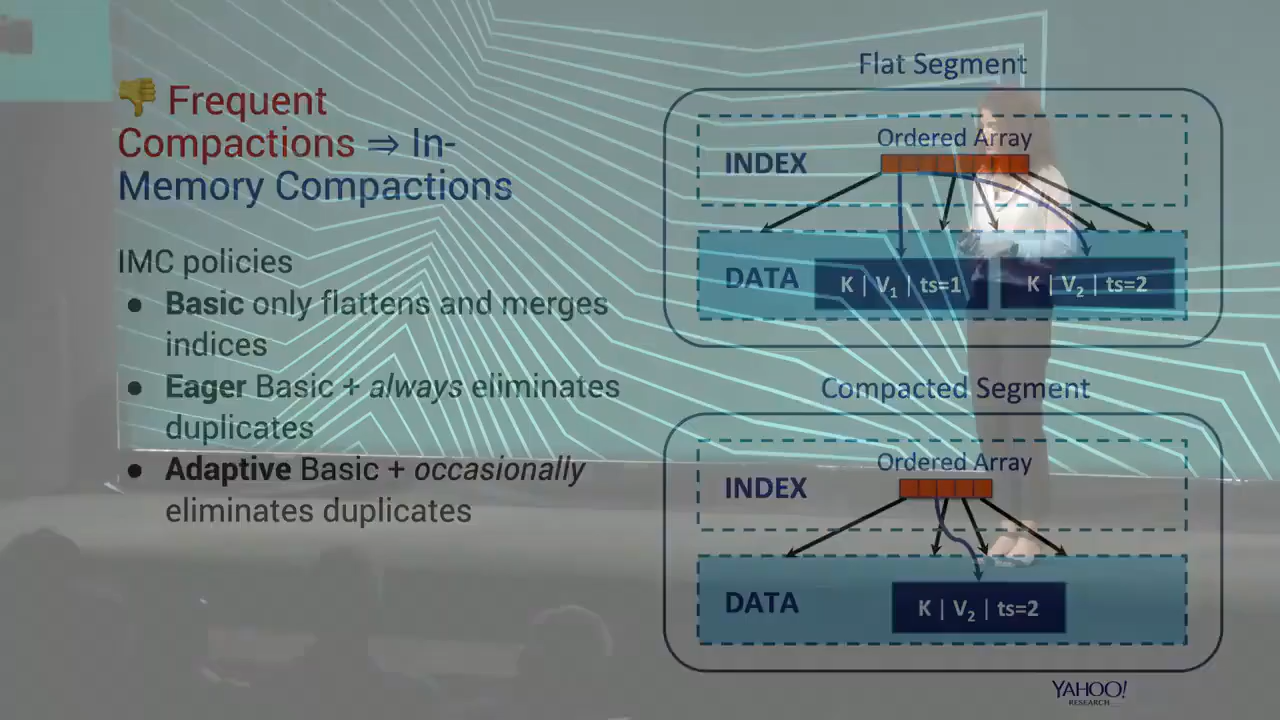 👎 Frequent
Compactions ⇒ In-
Memory Compactions
IMC policies
● Basic only flattens and merges
indices
● Eager Basic + always eliminates
duplicates
● Adaptive Basic + occasionally
eliminates duplicates
Flat Segment
Ordered Array
INDEX
DATA
K | V₁ | ts=1
K | V₂ | ts=2
Compacted Segment
Ordered Array
INDEX
DATA
K | V₂ | ts=2
YAHOO!
RESEARCH